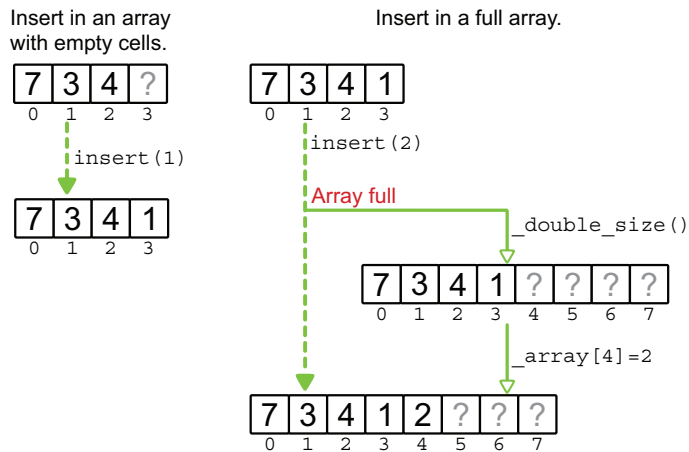 Insert in an array
with empty cells.
7 3 4 ?
0 1 2 3
insert(1)
7 3 4 1
0 1 2 3
Insert in a full array.
7 3 4 1
0 1 2 3
insert(2)
Array full
_double_size()
7 3 4 1 ? ? ? ?
0 1 2 3 4 5 6 7
_array[4]=2
7 3 4 1 2 ? ? ?
0 1 2 3 4 5 6 7